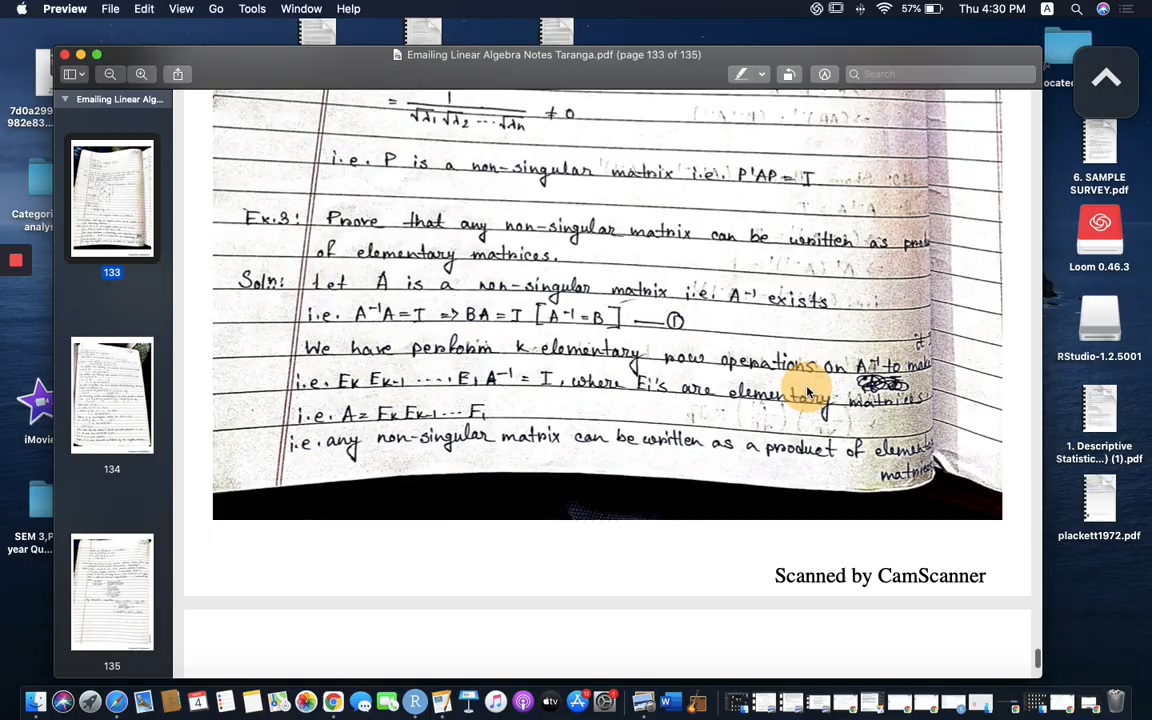 Preview File Edit View Go Tools Window Help 57% Thu 4:30 PM A
Emailing Linear Algebra Notes Taranga.pdf (page 133 of 135)
Search
Emailing Linear Alg...
133
134
135
7d0a299
982e83...
Categori
analys
iMovie
SEM 3,P
year Qu...
= 1 / √λ₁ √λ₂ ... √λn ≠ 0
i.e. P is a non-singular matrix i.e. P'AP = I
Ex.3: Prove that any non-singular matrix can be written as
of elementary matrices.
Soln: Let A is a non-singular matrix i.e. A⁻¹ exists
i.e. A⁻¹A = I => BA = I [A⁻¹ = B] — ①
We have perform k elementary row operations on A⁻¹ to make
i.e. Ek Ek-1 .... E1 A⁻¹ = I, where Ei's are elementary matrices
i.e. A = Ek Ek-1 ... E1
i.e. any non-singular matrix can be written as a product of
Scanned by CamScanner
ocated
6. SAMPLE
SURVEY.pdf
Loom 0.46.3
RStudio-1.2.5001
1. Descriptive
Statistic...) (1).pdf
plackett1972.pdf